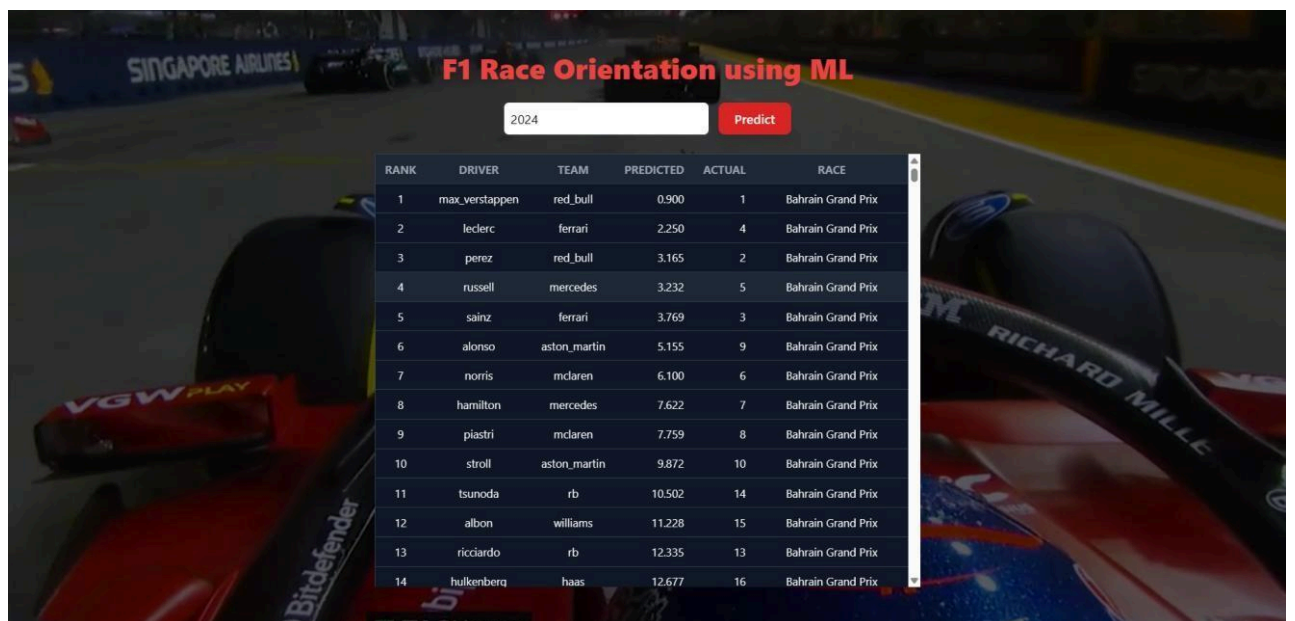 SINGAPORE AIRLINES
F1 Race Orientation using ML
2024 Predict
RANK DRIVER TEAM PREDICTED ACTUAL RACE
1 max_verstappen red_bull 0.900 1 Bahrain Grand Prix
2 leclerc ferrari 2.250 4 Bahrain Grand Prix
3 perez red_bull 3.165 2 Bahrain Grand Prix
4 russell mercedes 3.232 5 Bahrain Grand Prix
5 sainz ferrari 3.769 3 Bahrain Grand Prix
6 alonso aston_martin 5.155 9 Bahrain Grand Prix
7 norris mclaren 6.100 6 Bahrain Grand Prix
8 hamilton mercedes 7.622 7 Bahrain Grand Prix
9 piastri mclaren 7.759 8 Bahrain Grand Prix
10 stroll aston_martin 9.872 10 Bahrain Grand Prix
11 tsunoda rb 10.502 14 Bahrain Grand Prix
12 albon williams 11.228 15 Bahrain Grand Prix
13 ricciardo rb 12.335 13 Bahrain Grand Prix
14 hulkenberg haas 12.677 16 Bahrain Grand Prix
VGW PLAY
RICHARD MILLE
Bitdefender
bi